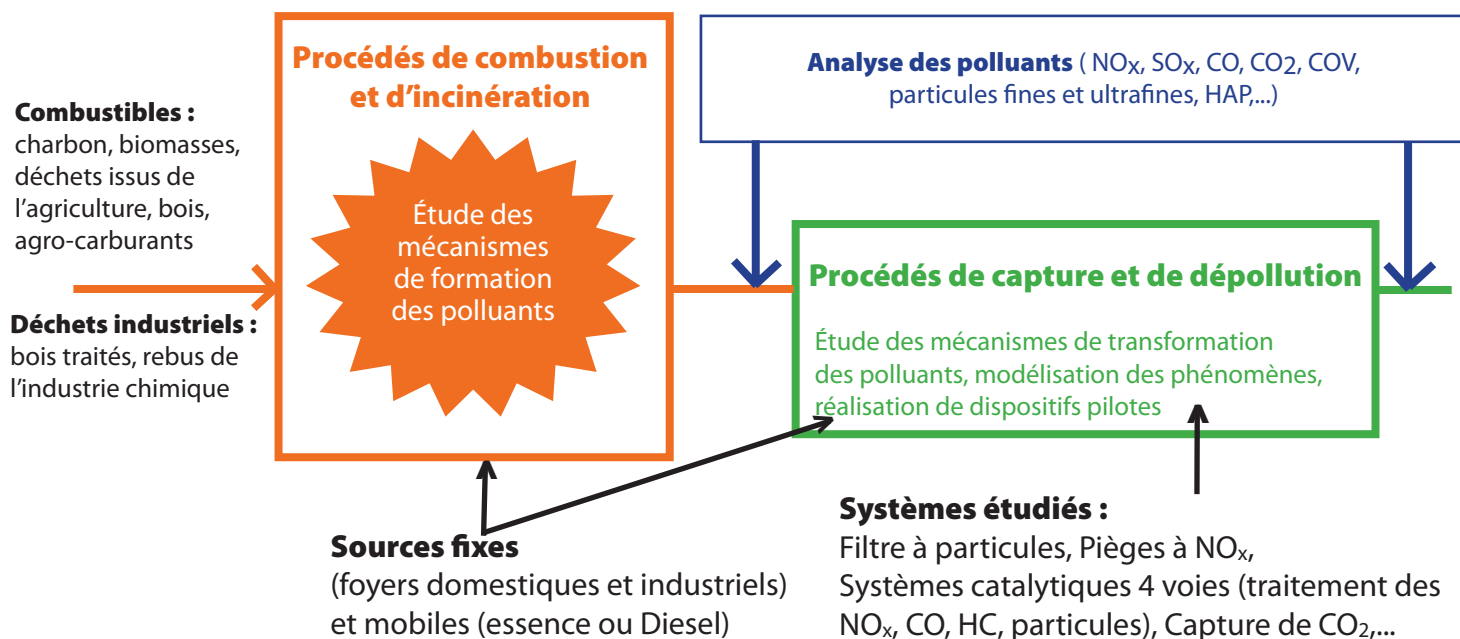 Procédés de combustion
et d’incinération
Analyse des polluants ( NOx, SOx, CO, CO2, COV,
particules fines et ultrafines, HAP,...)
Combustibles :
charbon, biomasses,
déchets issus de
l’agriculture, bois,
agro-carburants
Étude des
mécanismes
de formation
des polluants
Déchets industriels :
bois traités, rebus de
l’industrie chimique
Procédés de capture et de dépollution
Étude des mécanismes de transformation
des polluants, modélisation des phénomènes,
réalisation de dispositifs pilotes
Sources fixes
(foyers domestiques et industriels)
et mobiles (essence ou Diesel)
Systèmes étudiés :
Filtre à particules, Pièges à NOx,
Systèmes catalytiques 4 voies (traitement des
NOx, CO, HC, particules), Capture de CO2,...